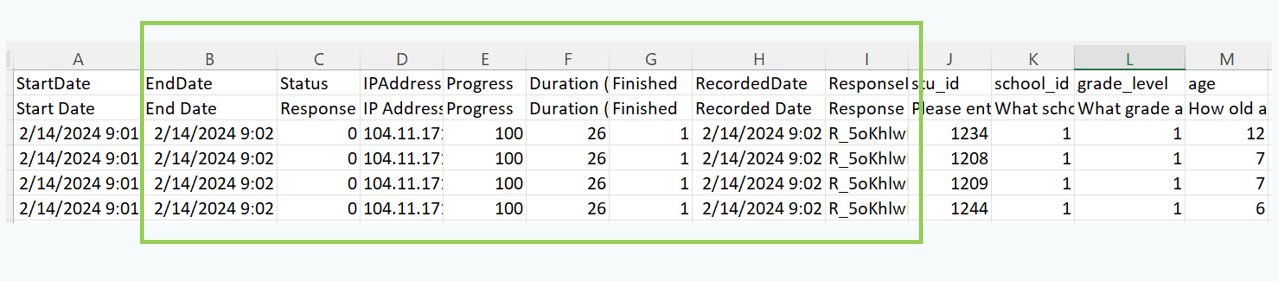 A B C D E F G H I J K L M
StartDate EndDate Status IPAddress Progress Duration ( Finished RecordedDate ResponseI stu_id school_id grade_level age
Start Date End Date Response IP Address Progress Duration ( Finished Recorded Date Response Please ent What scho What grade a How old a
2/14/2024 9:01 2/14/2024 9:02 0 104.11.171 100 26 1 2/14/2024 9:02 R_5oKhlw 1234 1 1 12
2/14/2024 9:01 2/14/2024 9:02 0 104.11.171 100 26 1 2/14/2024 9:02 R_5oKhlw 1208 1 1 7
2/14/2024 9:01 2/14/2024 9:02 0 104.11.171 100 26 1 2/14/2024 9:02 R_5oKhlw 1209 1 1 7
2/14/2024 9:01 2/14/2024 9:02 0 104.11.171 100 26 1 2/14/2024 9:02 R_5oKhlw 1244 1 1 6